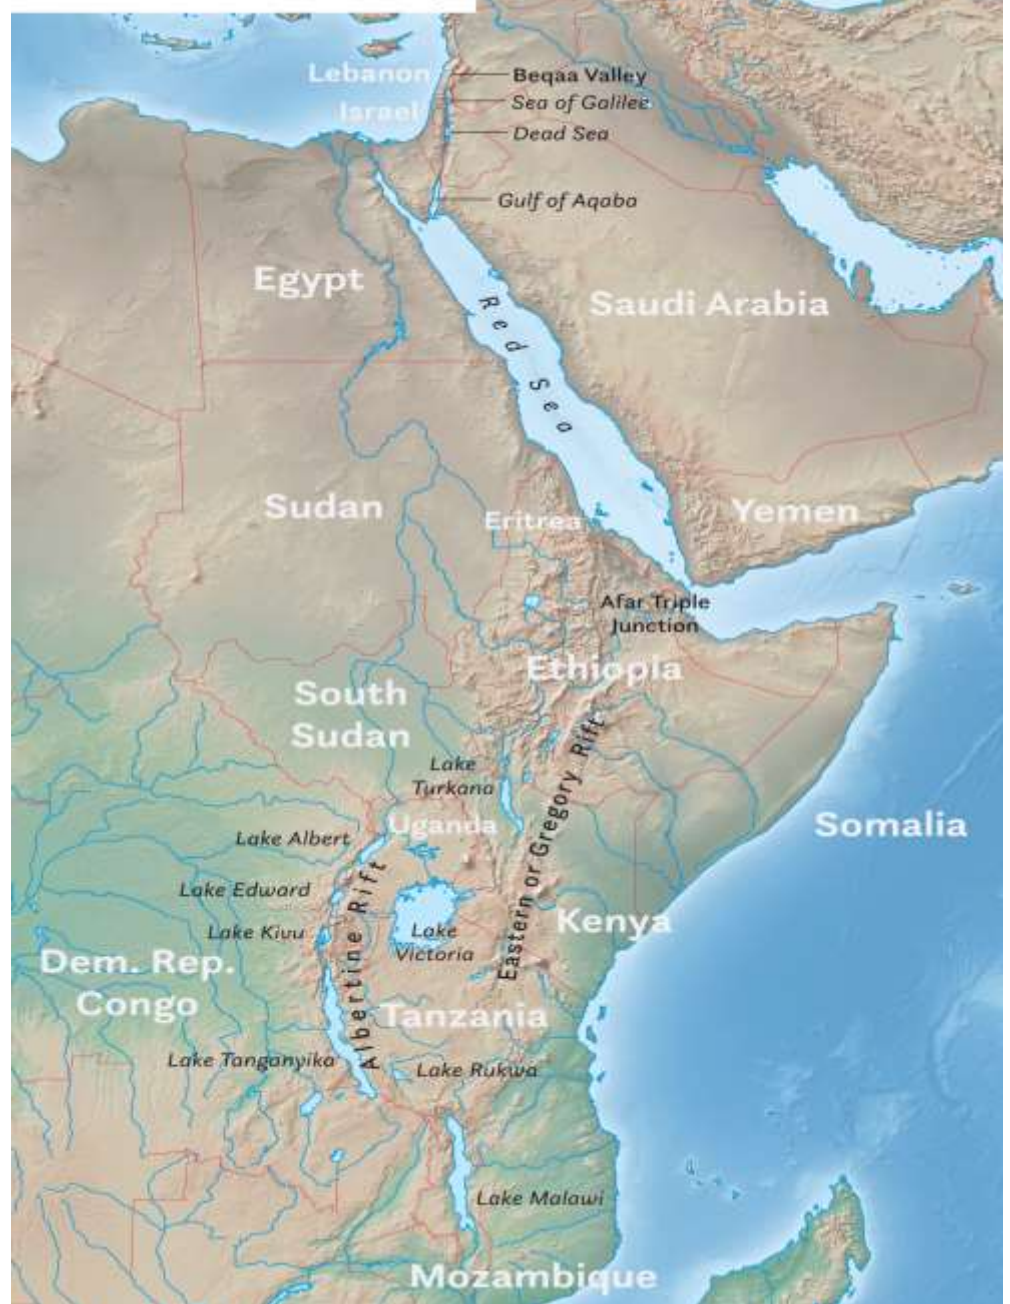 Lebanon
Beqaa Valley
Israel
Sea of Galilee
Dead Sea
Gulf of Aqaba
Egypt
Saudi Arabia
Red Sea
Sudan
Eritrea
Yemen
Afar Triple
Junction
Ethiopia
South
Sudan
Lake
Turkana
Eastern or Gregory Rift
Uganda
Somalia
Lake Albert
Lake Edward
Albertine Rift
Lake Kivu
Lake
Victoria
Kenya
Dem. Rep.
Congo
Tanzania
Lake Tanganyika
Lake Rukwa
Lake Malawi
Mozambique